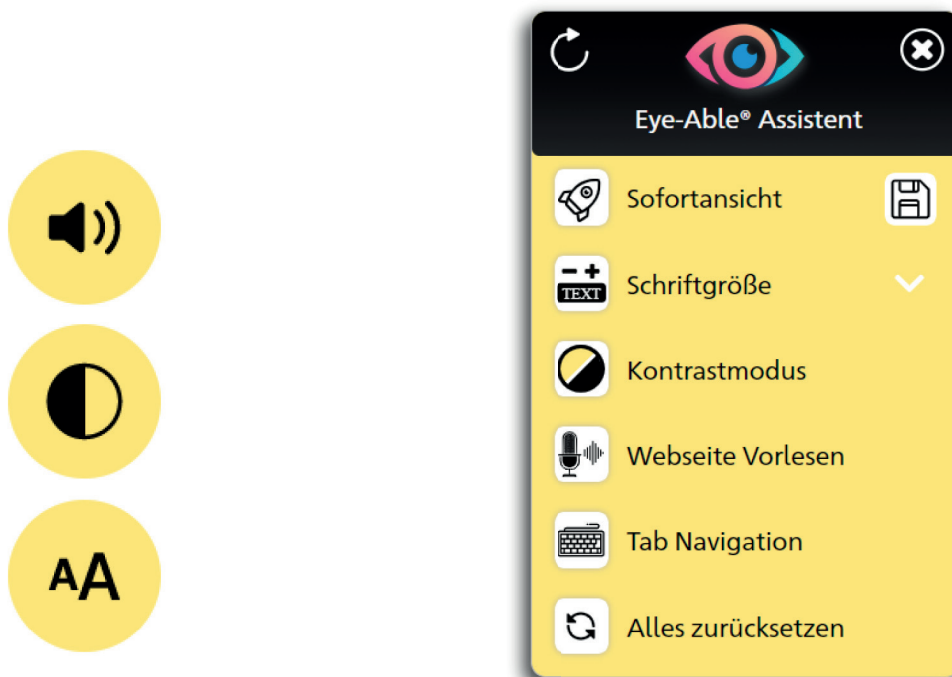 Eye-Able® Assistent
Sofortansicht
TEXT
Schriftgröße
Kontrastmodus
Webseite Vorlesen
Tab Navigation
Alles zurücksetzen
AA